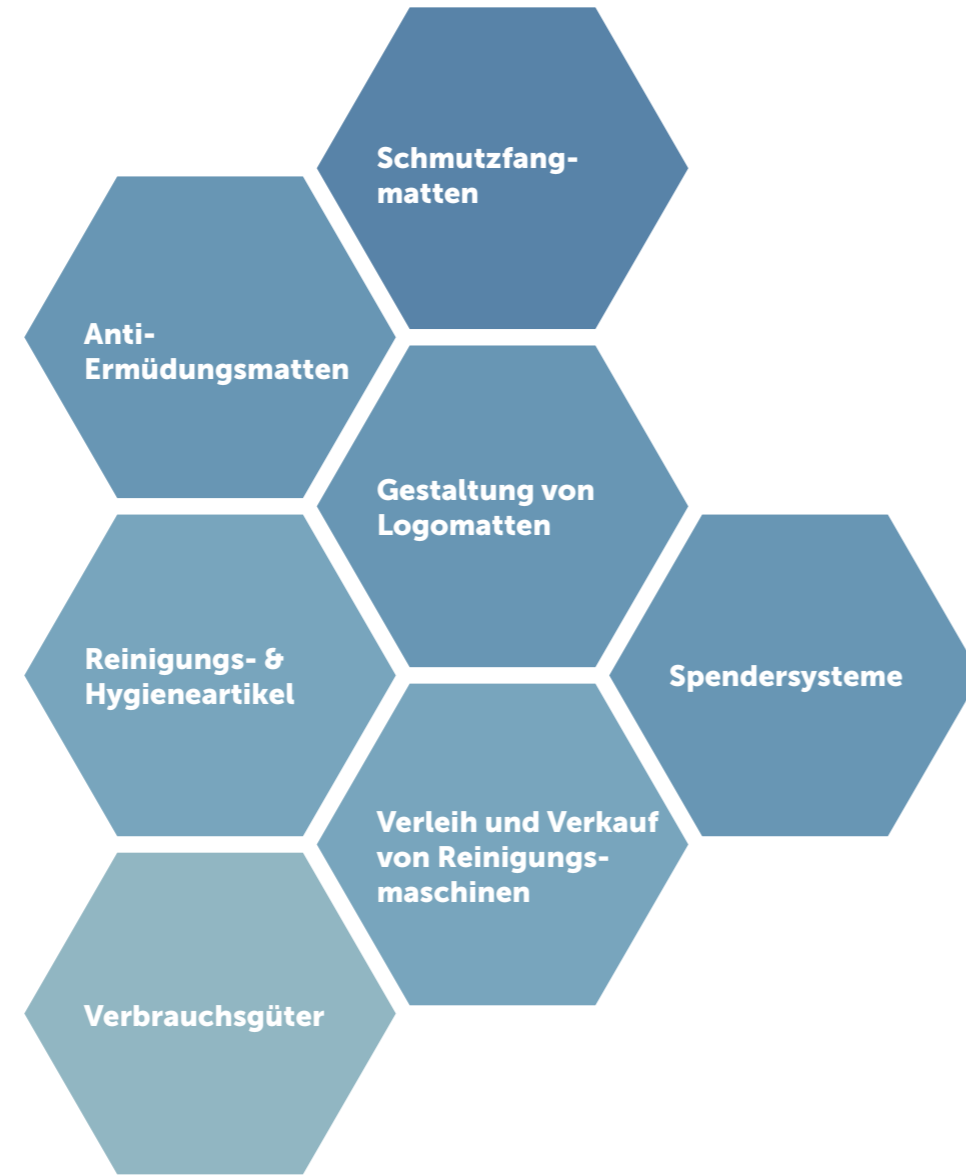 Schmutzfang-
matten
Anti-
Ermüdungsmatten
Gestaltung von
Logomatten
Reinigungs- &
Hygieneartikel
Spendersysteme
Verleih und Verkauf
von Reinigungs-
maschinen
Verbrauchsgüter